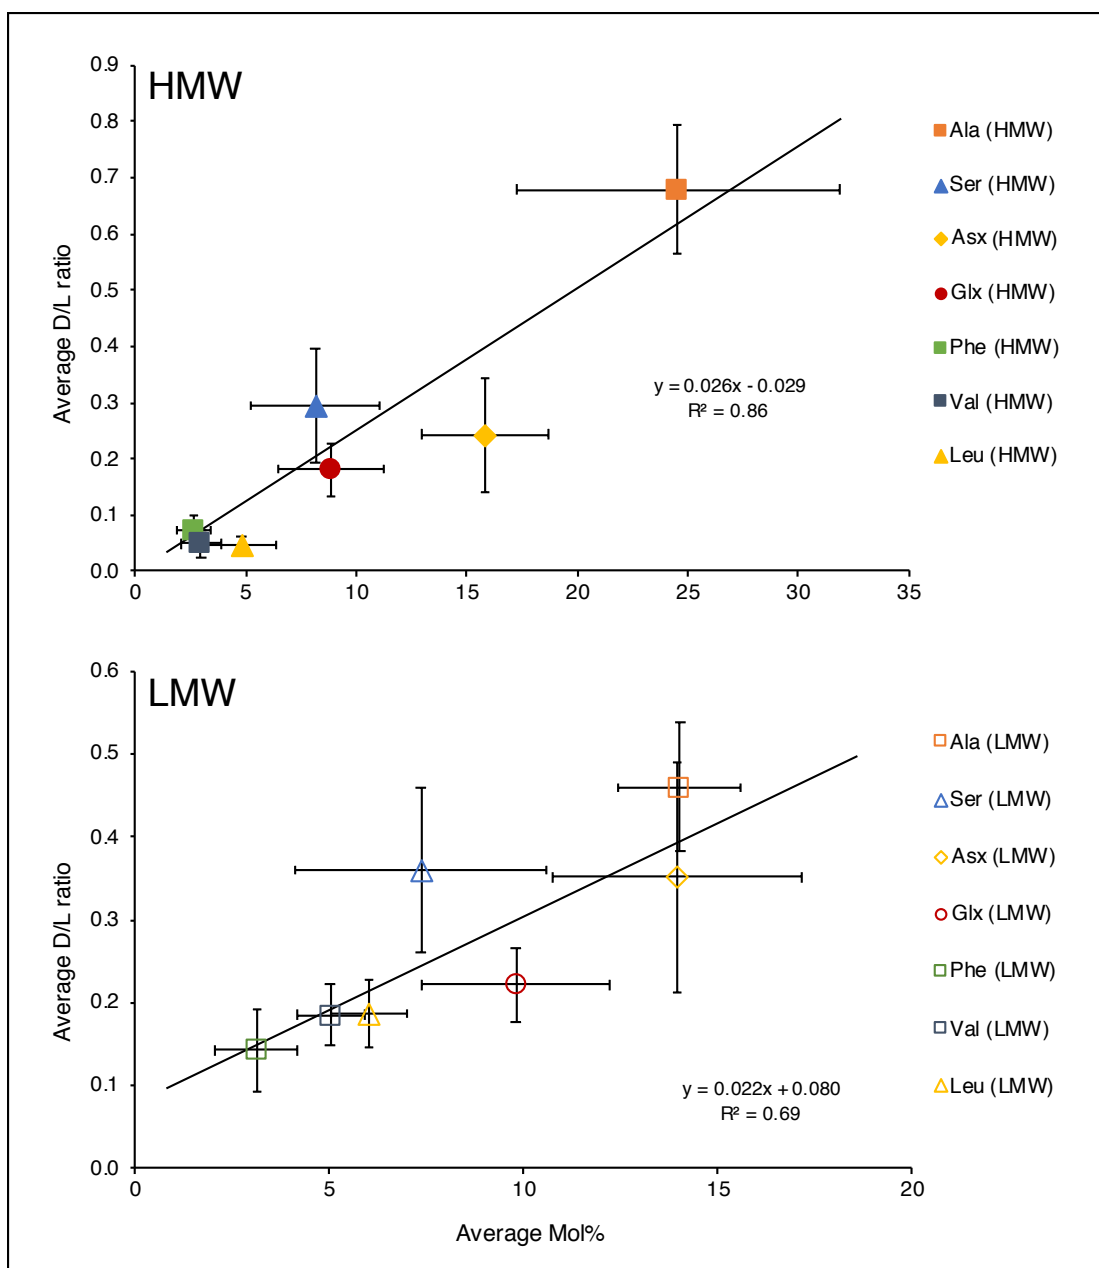 HMW
0.9
0.8
0.7
0.6
0.5
0.4
0.3
0.2
0.1
0.0
Average D/L ratio
0
5
10
15
20
25
30
35
y = 0.026x - 0.029
R² = 0.86
Ala (HMW)
Ser (HMW)
Asx (HMW)
Glx (HMW)
Phe (HMW)
Val (HMW)
Leu (HMW)
LMW
0.6
0.5
0.4
0.3
0.2
0.1
0.0
Average D/L ratio
0
5
10
15
20
Average Mol%
y = 0.022x + 0.080
R² = 0.69
Ala (LMW)
Ser (LMW)
Asx (LMW)
Glx (LMW)
Phe (LMW)
Val (LMW)
Leu (LMW)